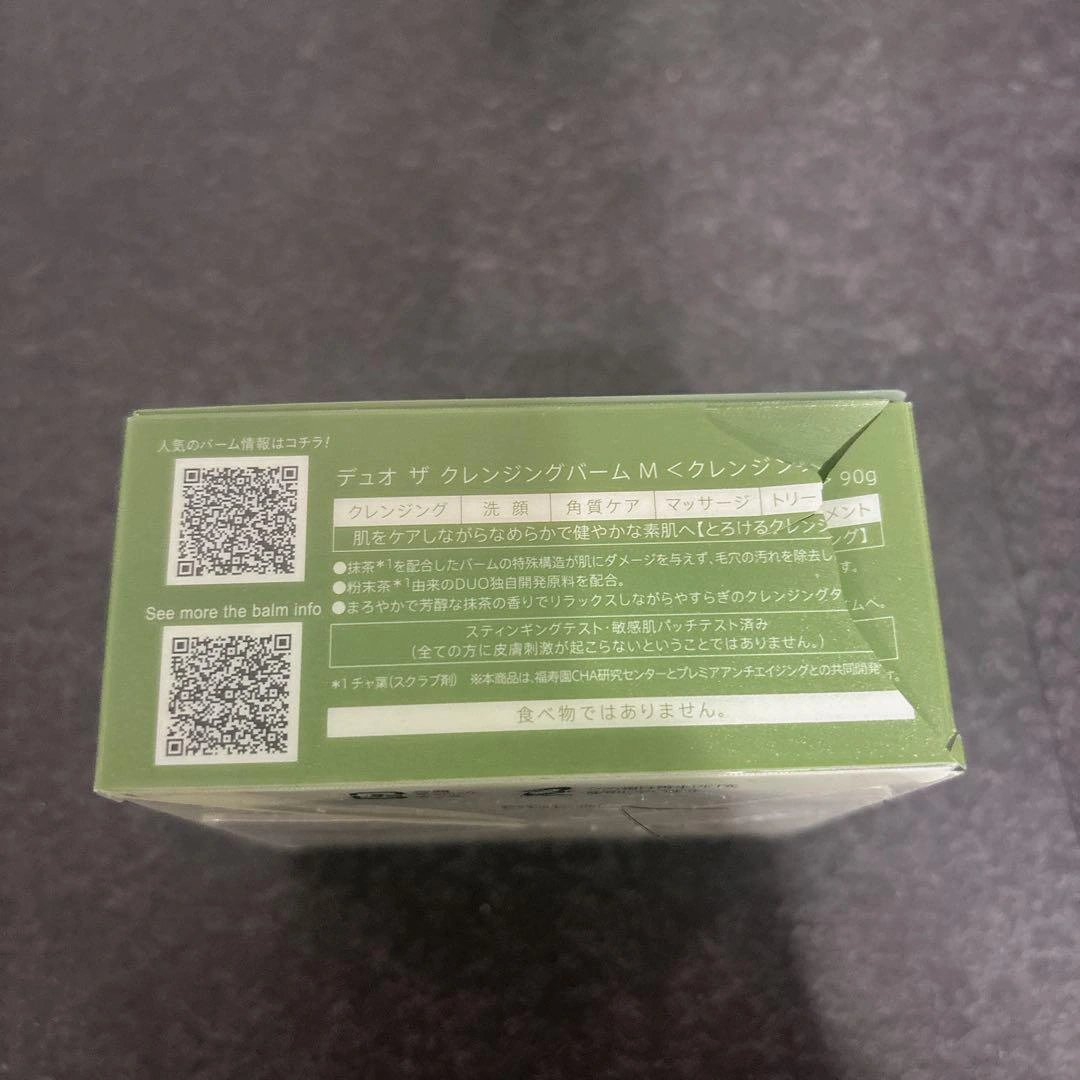 人気のバーム情報はコチラ!
See more the balm info
デュオ ザ クレンジングバーム M <クレンジング > 90g
クレンジング 洗顔 角質ケア マッサージ トリー メント
肌をケアしながらなめらかで健やかな素肌へ【とろけるクレンジ ング】
●抹茶*1を配合したバームの特殊構造が肌にダメージを与えず、毛穴の汚れを除去し ます。
●粉末茶*1由来のDUO独自開発原料を配合。
●まろやかで芳醇な抹茶の香りでリラックスしながらやすらぎのクレンジングタ イムへ。
スティンギングテスト・敏感肌パッチテスト済み
(全ての方に皮膚刺激が起こらないということではありません。)
*1 チャ葉(スクラブ剤) ※本商品は、福寿園CHA研究センターとプレミアアンチエイジングとの共同開発 す。
食べ物ではありません。